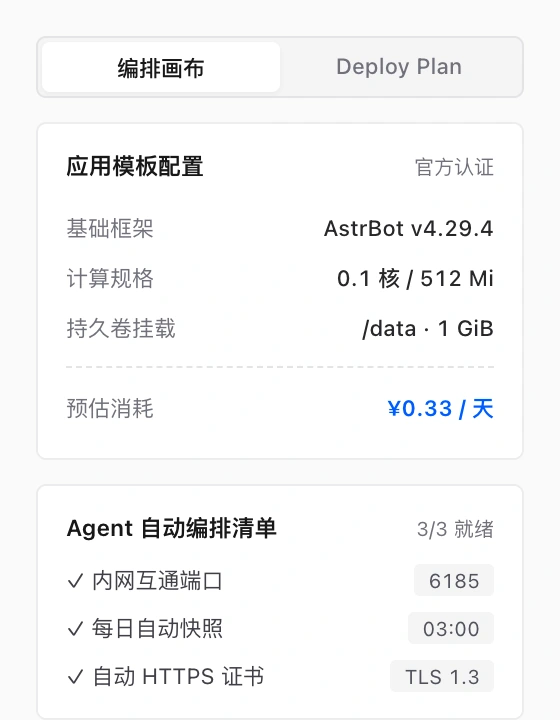 编排画布 Deploy Plan
应用模板配置 官方认证
基础框架 AstrBot v4.29.4
计算规格 0.1 核 / 512 Mi
持久卷挂载 /data · 1 GiB
预估消耗 ¥0.33 / 天
Agent 自动编排清单 3/3 就绪
✓ 内网互通端口 6185
✓ 每日自动快照 03:00
✓ 自动 HTTPS 证书 TLS 1.3